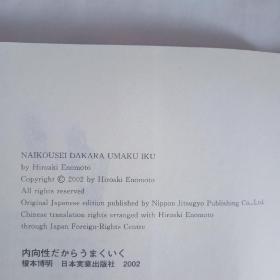 NAIKOUSEI DAKARA UMAKU IKU
by Hiroaki Enomoto
Copyright © 2002 by Hiroaki Enomoto
All rights reserved
Original Japanese edition published by Nippon Jitsugyo Publishing Co.,Ltd
Chinese translation rights arranged with Hiroaki Enomoto
through Japan Foreign-Rights Centre
内向性だからうまくいく
榎本博明 日本実業出版社 2002